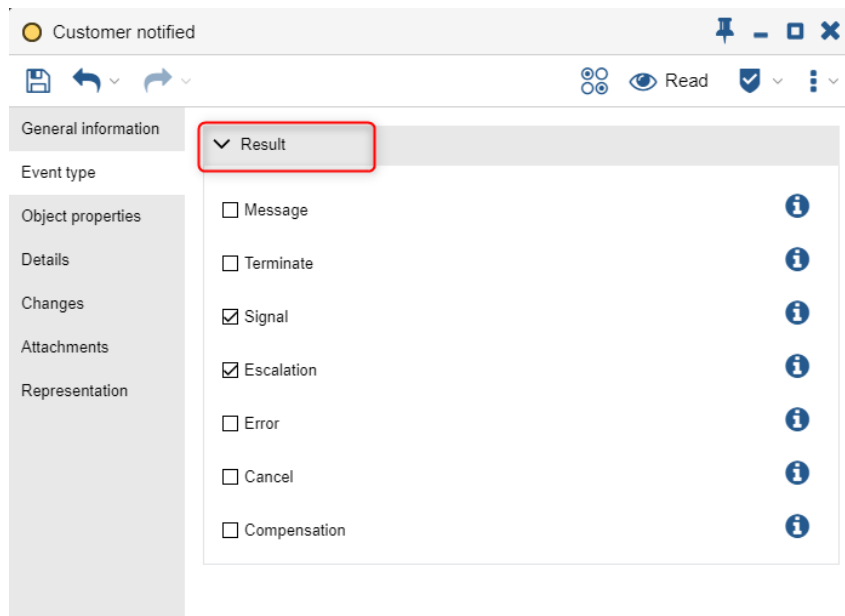 Customer notified
Read
General information
Event type
Object properties
Details
Changes
Attachments
Representation
Result
Message
Terminate
Signal
Escalation
Error
Cancel
Compensation